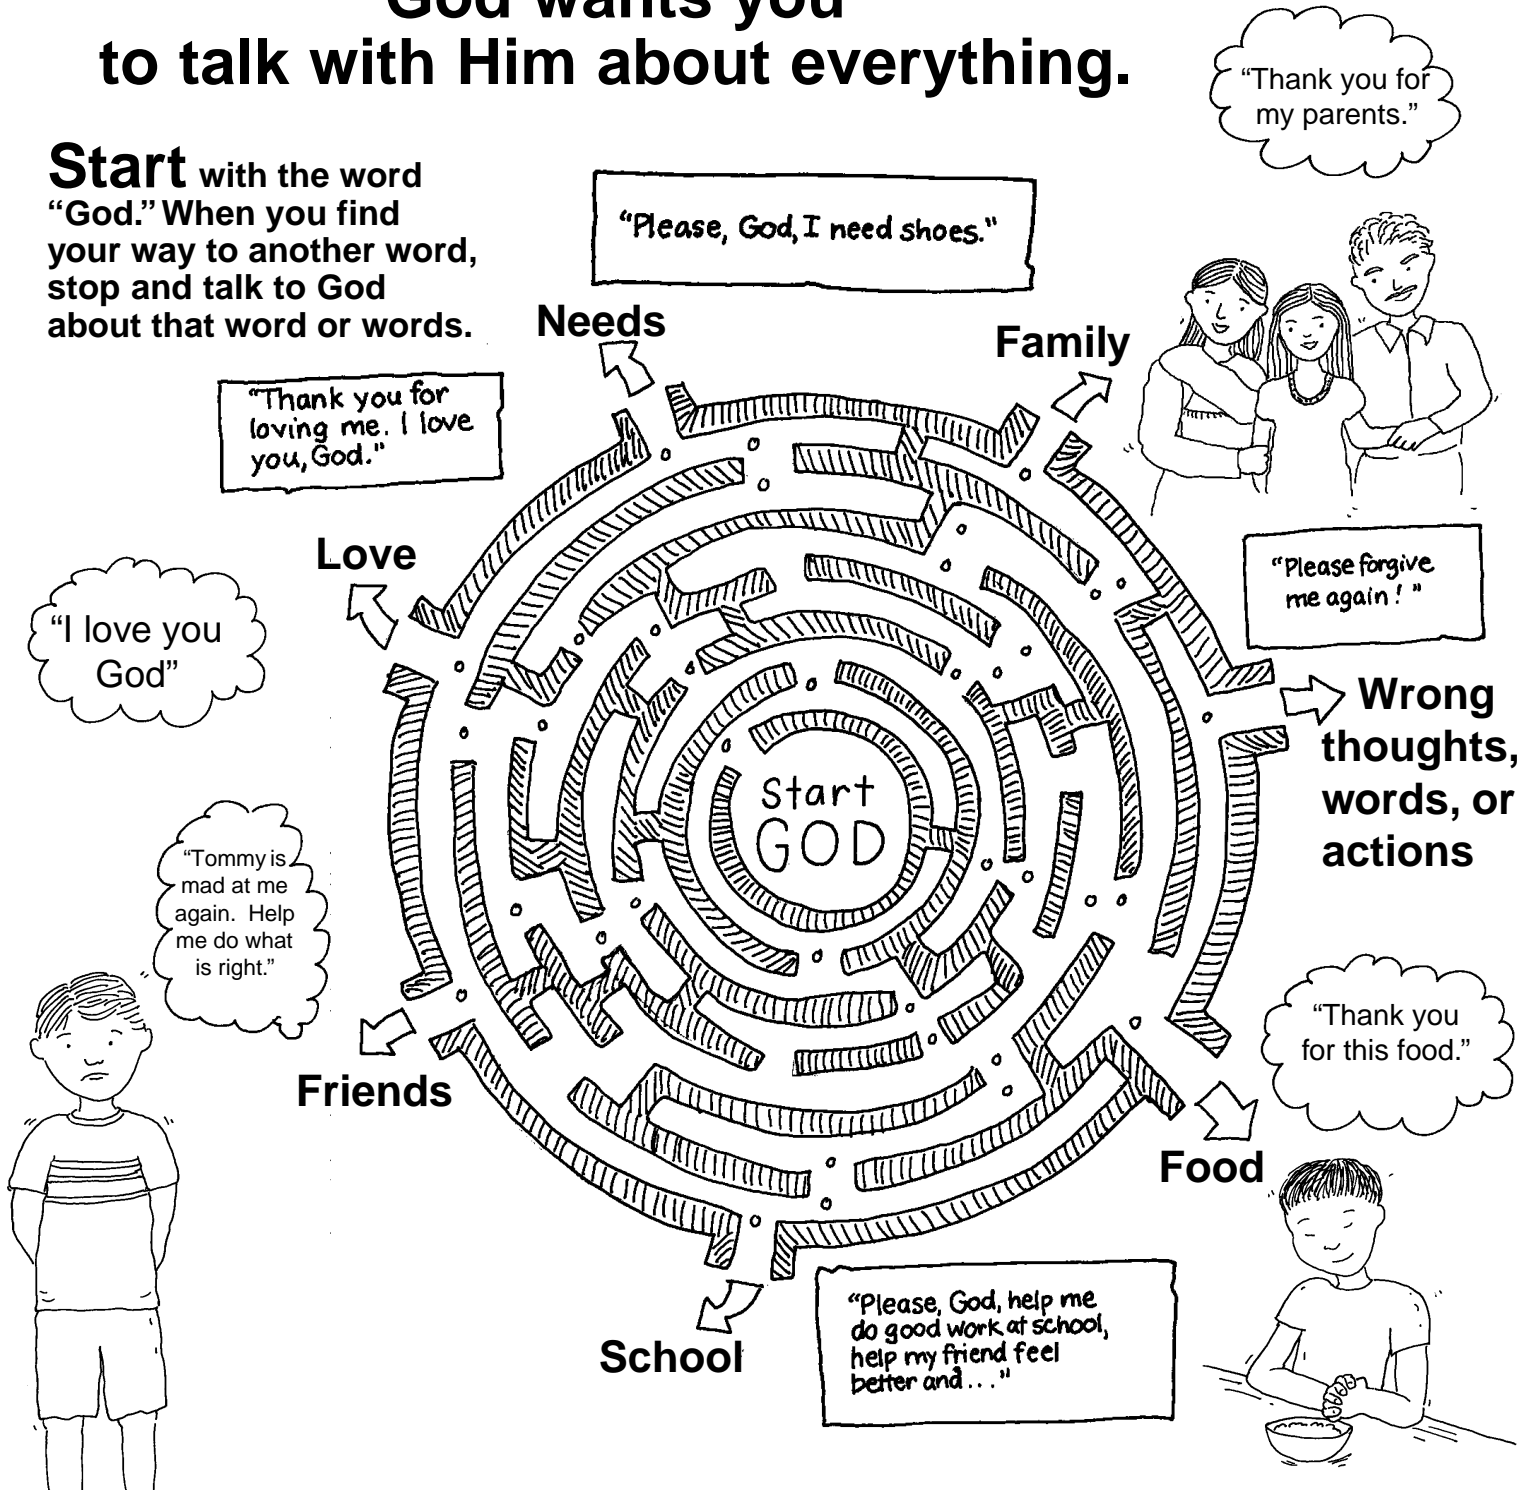 God wants you
to talk with Him about everything.
Start with the word
“God.” When you find
your way to another word,
stop and talk to God
about that word or words.
“Thank you for
my parents.”
“Please, God, I need shoes.”
Needs
Family
“Thank you for
loving me. I love
you, God.”
Love
“Please forgive
me again! ”
“I love you
God”
Wrong
thoughts,
words, or
actions
Start
GOD
“Tommy is
mad at me
again. Help
me do what
is right.”
“Thank you
for this food.”
Friends
Food
School
“Please, God, help me
do good work at school,
help my friend feel
better and . . .”